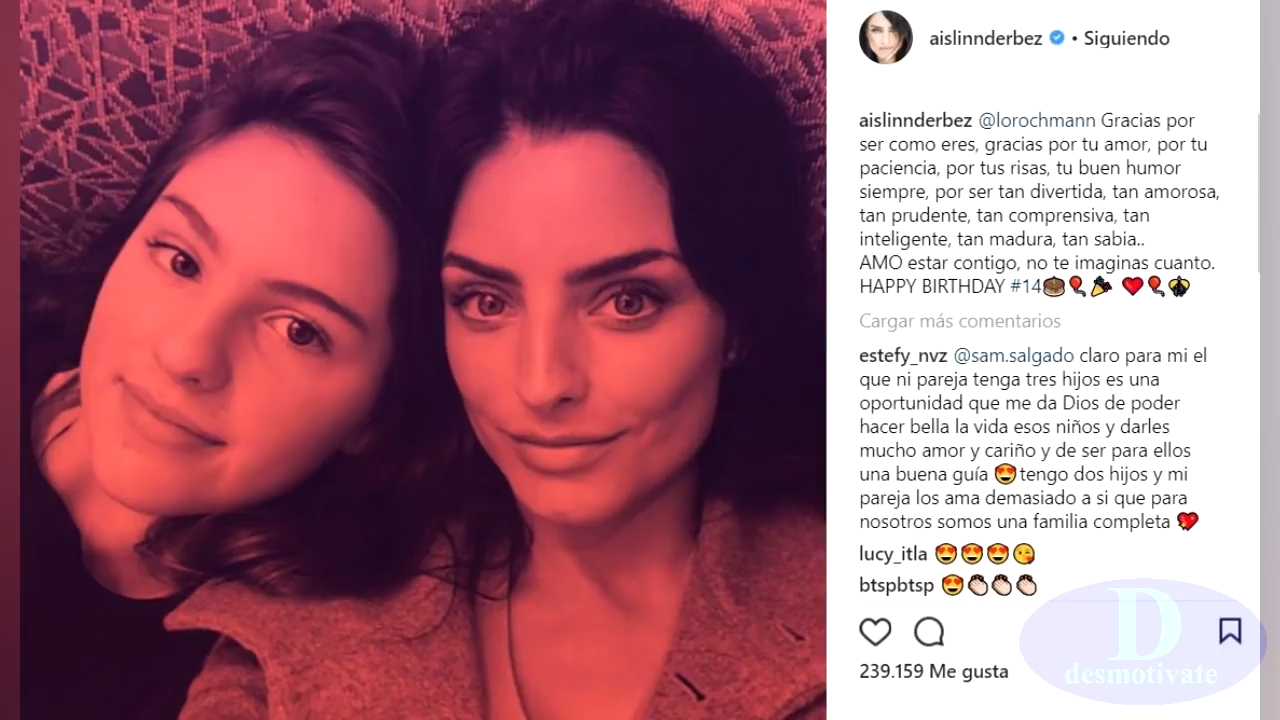 aislinnderbez • Siguiendo
aislinnderbez @lorochmann Gracias por
ser como eres, gracias por tu amor, por tu
paciencia, por tus risas, tu buen humor
siempre, por ser tan divertida, tan amorosa,
tan prudente, tan comprensiva, tan
inteligente, tan madura, tan sabia..
AMO estar contigo, no te imaginas cuanto.
HAPPY BIRTHDAY #14🎂🎈🎉 ❤️🎈🐝
Cargar más comentarios
estefy_nvz @sam.salgado claro para mi el
que ni pareja tenga tres hijos es una
oportunidad que me da Dios de poder
hacer bella la vida esos niños y darles
mucho amor y cariño y de ser para ellos
una buena guía 😍 tengo dos hijos y mi
pareja los ama demasiado a si que para
nosotros somos una familia completa 💖
lucy_itla 😍😍😍😘
btspbtsp 😍👏🏻👏🏻👏🏻
239.159 Me gusta
D
desmotivate